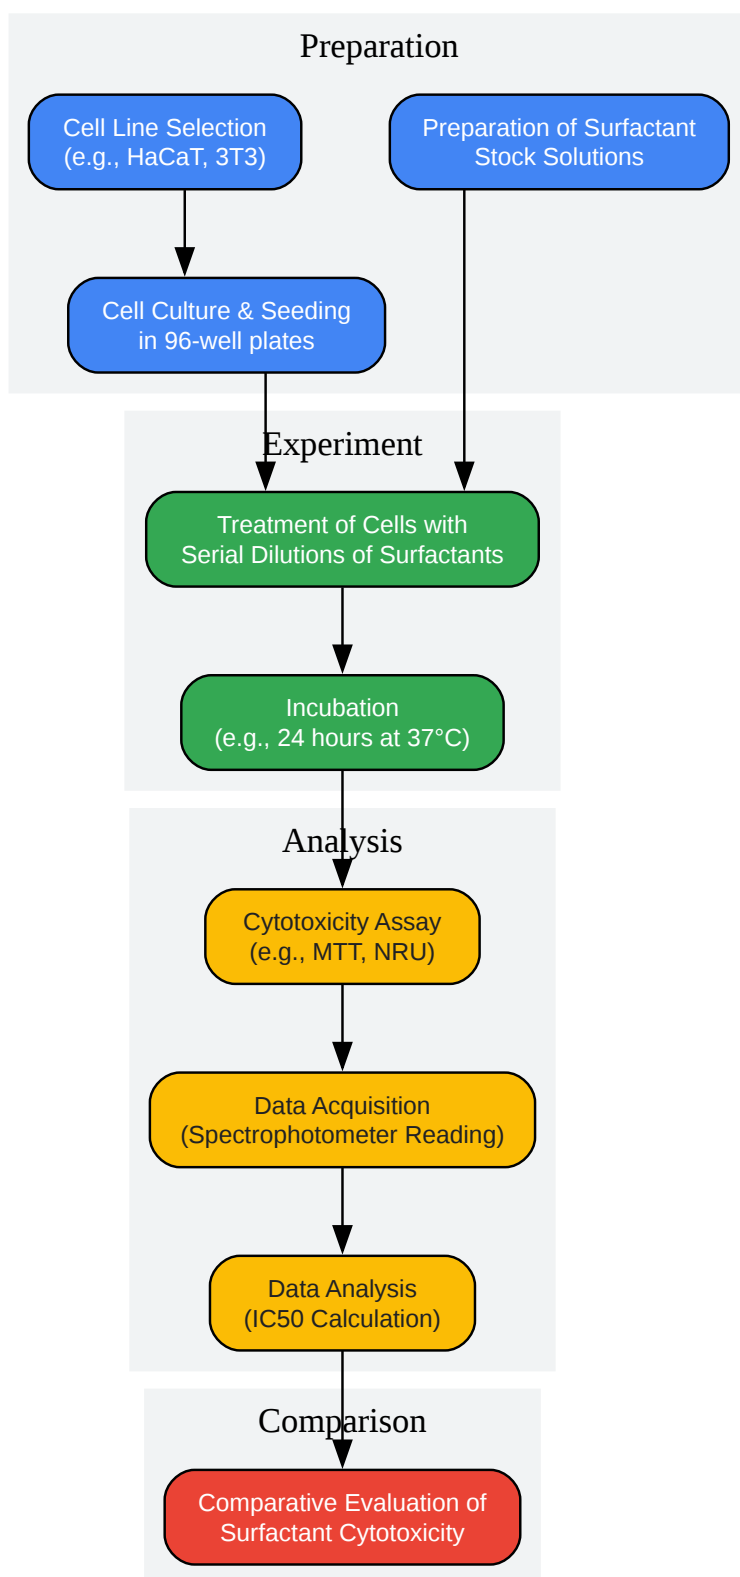 Preparation
Cell Line Selection
(e.g., HaCaT, 3T3)
Preparation of Surfactant
Stock Solutions
Cell Culture & Seeding
in 96-well plates
Experiment
Treatment of Cells with
Serial Dilutions of Surfactants
Incubation
(e.g., 24 hours at 37°C)
Analysis
Cytotoxicity Assay
(e.g., MTT, NRU)
Data Acquisition
(Spectrophotometer Reading)
Data Analysis
(IC50 Calculation)
Comparison
Comparative Evaluation of
Surfactant Cytotoxicity